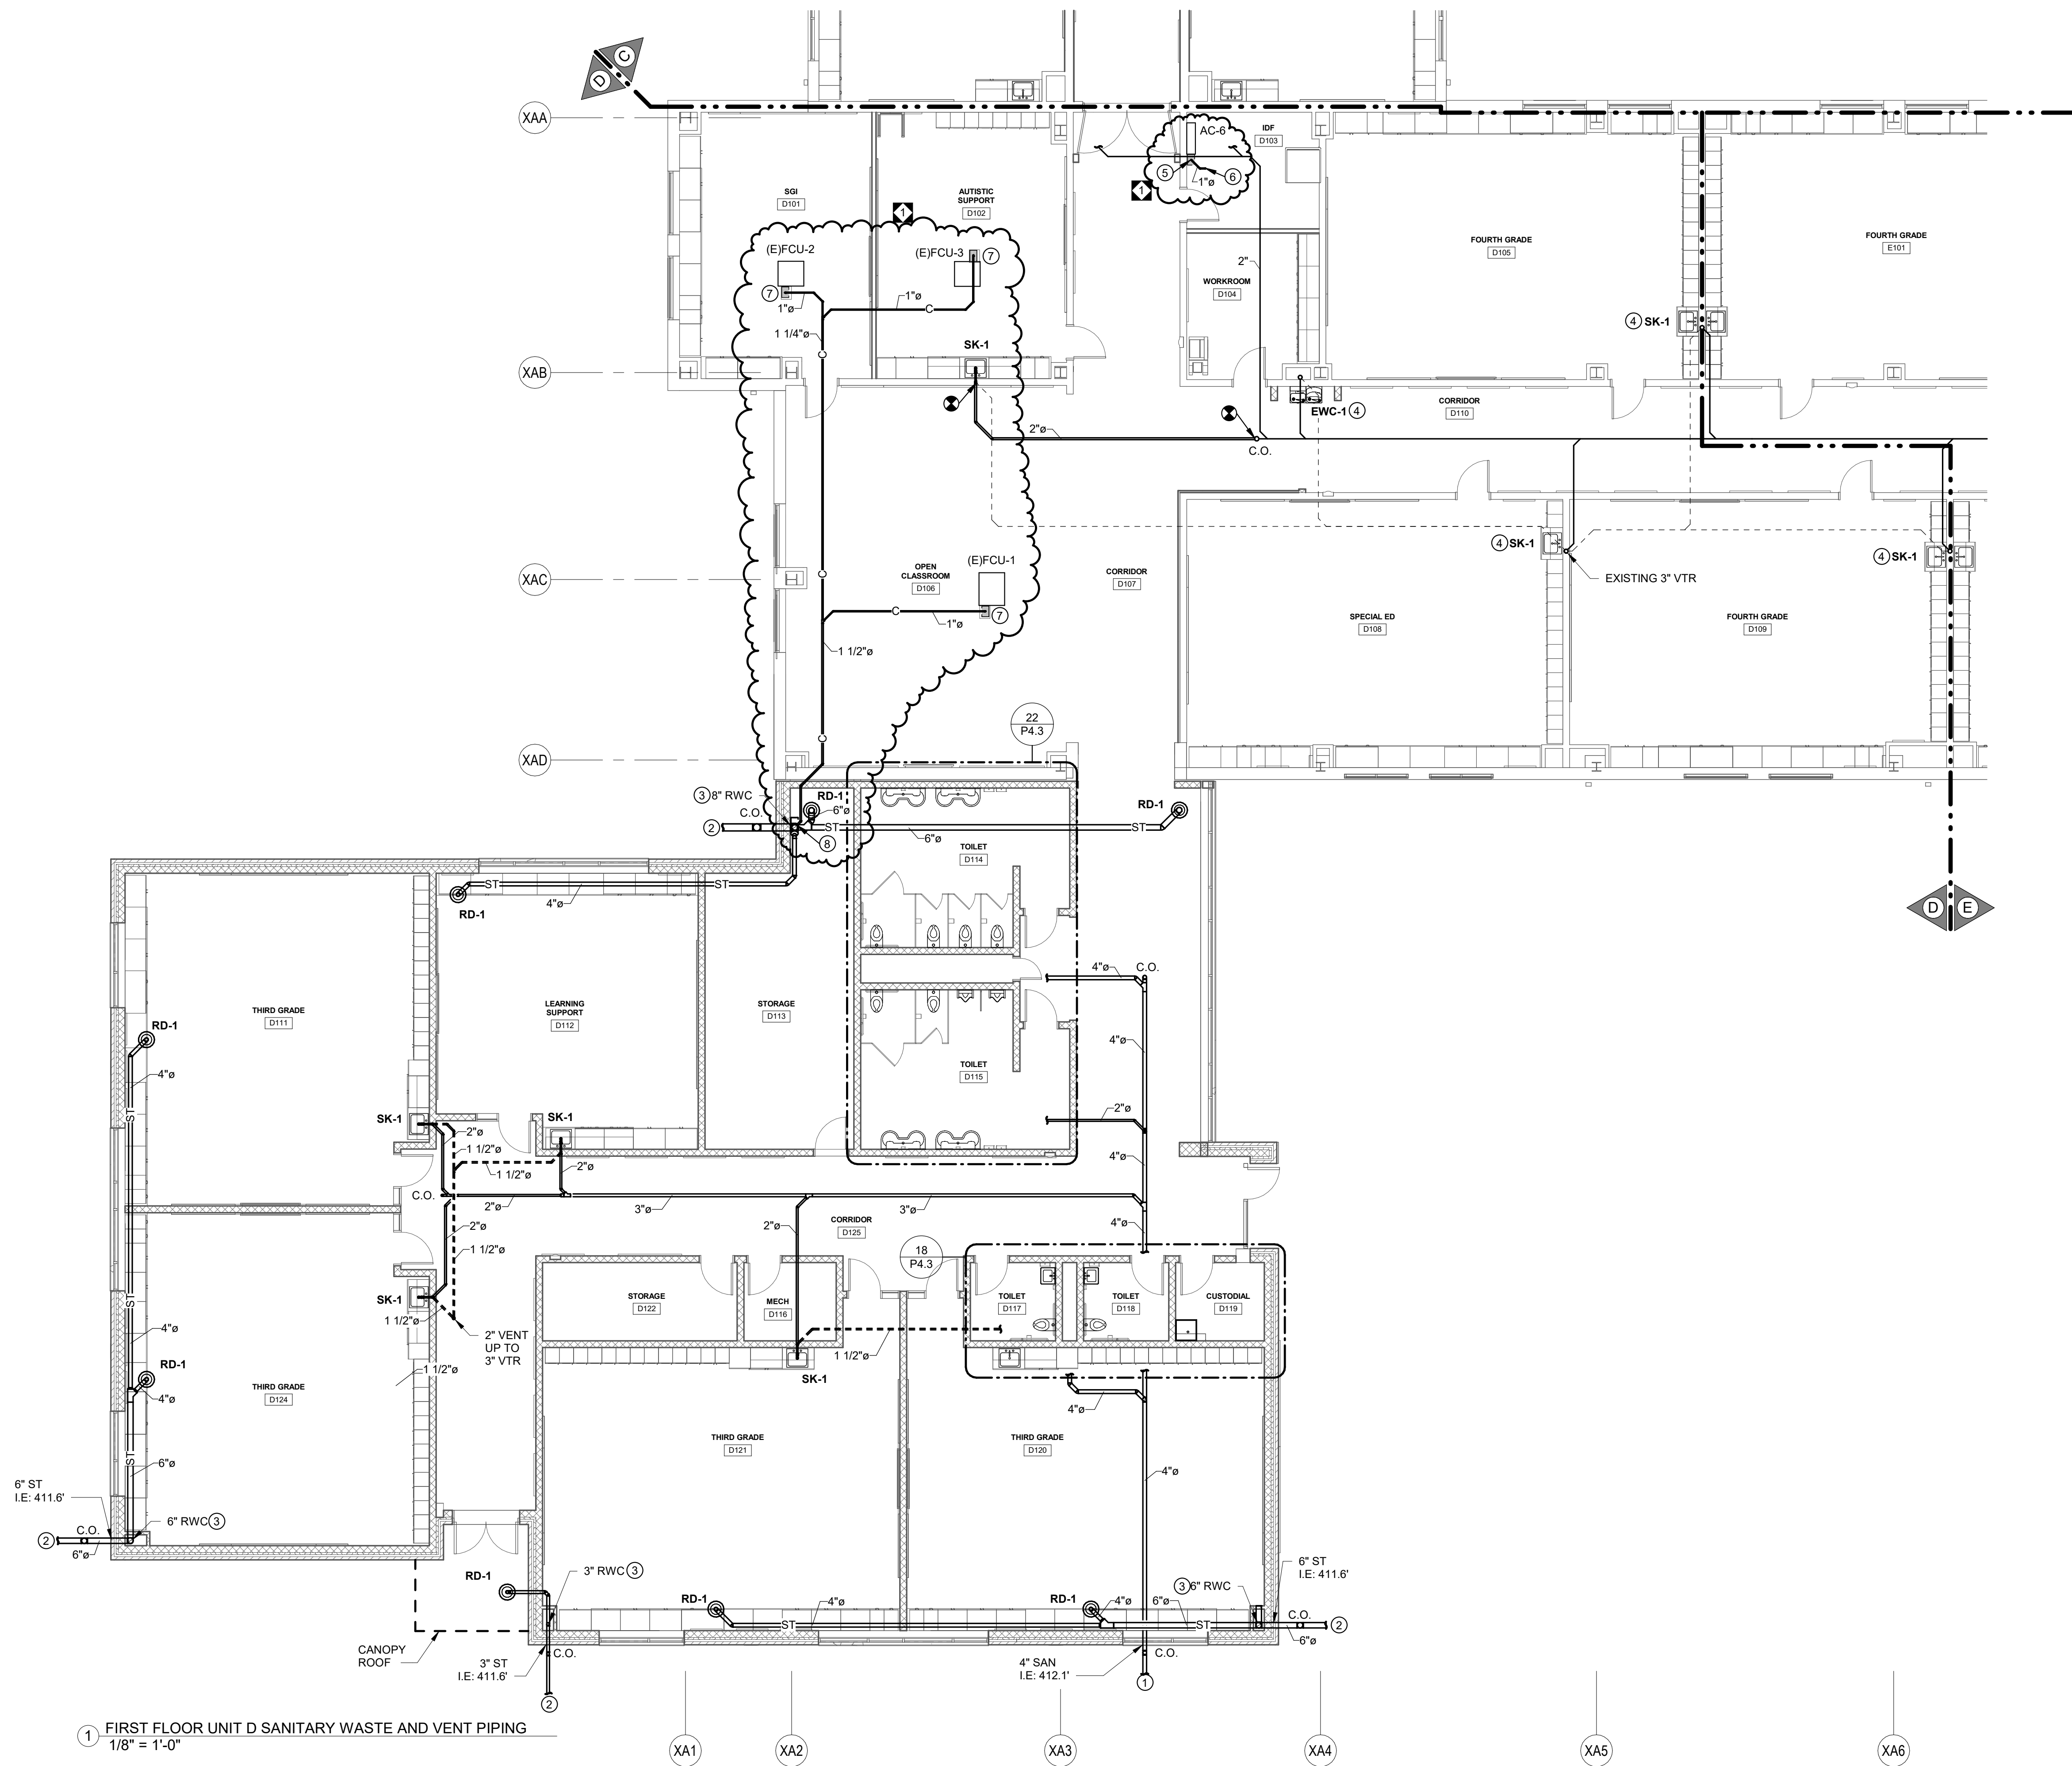 C
D
XAA
AC-6
IDF
D103
5
6
1"ø
1
SGI
D101
AUTISTIC
SUPPORT
D102
1
FOURTH GRADE
D105
FOURTH GRADE
E101
(E)FCU-2
(E)FCU-3
7
7
1"ø
1"ø
C
2"
WORKROOM
D104
1 1/4"ø
C
SK-1
4 SK-1
XAB
EWC-1 4
CORRIDOR
D110
2"ø
C.O.
4 SK-1
4 SK-1
EXISTING 3" VTR
(E)FCU-1
OPEN
CLASSROOM
D106
CORRIDOR
D107
XAC
C
C
7
1"ø
SPECIAL ED
D108
FOURTH GRADE
D109
1 1/2"ø
22
P4.3
C
XAD
3 8" RWC
RD-1
RD-1
C.O.
6"ø
2
ST
ST
6"ø
8
TOILET
D114
ST
ST
4"ø
RD-1
D
E
4"ø
C.O.
THIRD GRADE
D111
LEARNING
SUPPORT
D112
STORAGE
D113
RD-1
4"ø
4"ø
TOILET
D115
ST
SK-1
SK-1
2"ø
2"ø
1 1/2"ø
1 1/2"ø
2"ø
4"ø
C.O.
2"ø
3"ø
3"ø
2"ø
2"ø
CORRIDOR
D125
4"ø
1 1/2"ø
18
P4.3
STORAGE
D122
MECH
D116
TOILET
D117
TOILET
D118
CUSTODIAL
D119
SK-1
ST
1 1/2"ø
4"ø
2" VENT
UP TO
3" VTR
1 1/2"ø
RD-1
1 1/2"ø
SK-1
4"ø
THIRD GRADE
D124
4"ø
THIRD GRADE
D121
THIRD GRADE
D120
ST
6"ø
4"ø
6" ST
I.E: 411.6'
6" RWC 3
C.O.
2
6"ø
RD-1
3" RWC 3
6" ST
I.E: 411.6'
3 6" RWC
RD-1
4"ø
RD-1
4"ø
6"ø
C.O.
ST
ST
2
6"ø
CANOPY
ROOF
C.O.
3" ST
I.E: 411.6'
4" SAN
I.E: 412.1'
C.O.
1
2
1 FIRST FLOOR UNIT D SANITARY WASTE AND VENT PIPING
1/8" = 1'-0"
XA1
XA2
XA3
XA4
XA5
XA6